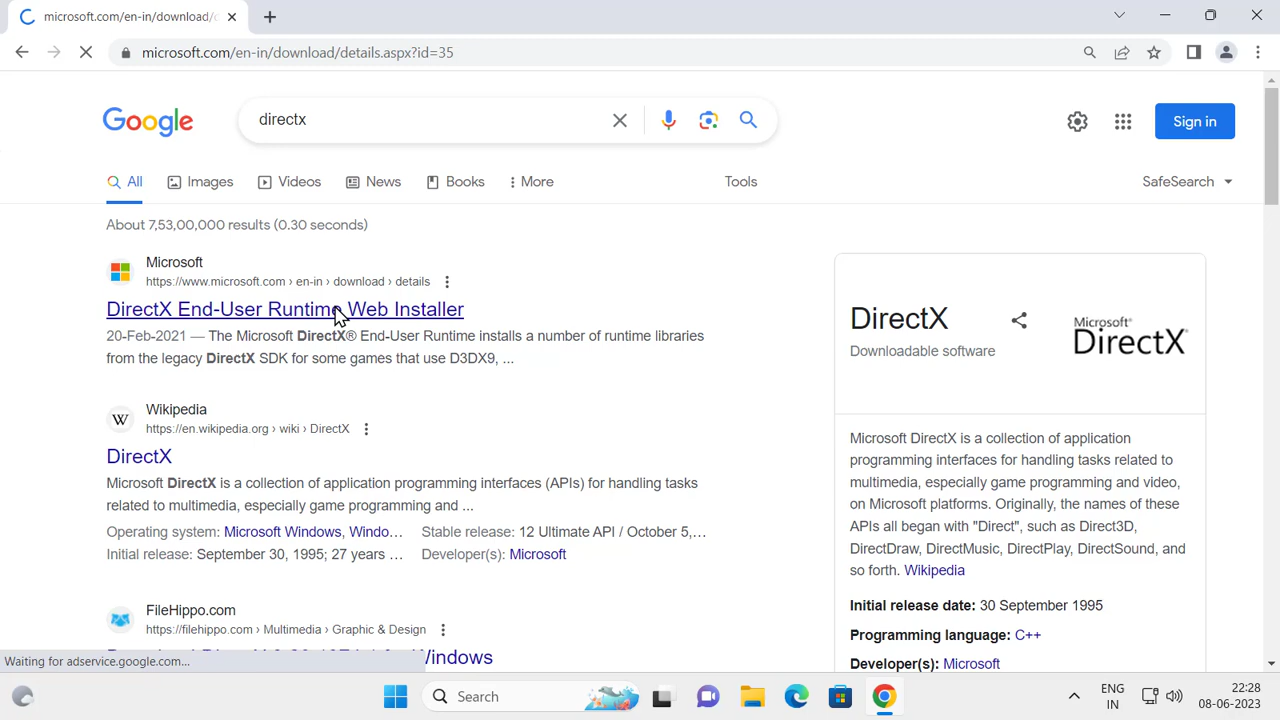 microsoft.com/en-in/download/d
microsoft.com/en-in/download/details.aspx?id=35
Google
directx
Sign in
All
Images
Videos
News
Books
More
Tools
SafeSearch
About 7,53,00,000 results (0.30 seconds)
Microsoft
https://www.microsoft.com › en-in › download › details
DirectX End-User Runtime Web Installer
20-Feb-2021 — The Microsoft DirectX® End-User Runtime installs a number of runtime libraries
from the legacy DirectX SDK for some games that use D3DX9, ...
W
Wikipedia
https://en.wikipedia.org › wiki › DirectX
DirectX
Microsoft DirectX is a collection of application programming interfaces (APIs) for handling tasks
related to multimedia, especially game programming and ...
Operating system: Microsoft Windows, Windo... Stable release: 12 Ultimate API / October 5,...
Initial release: September 30, 1995; 27 years ... Developer(s): Microsoft
FileHippo.com
https://filehippo.com › Multimedia › Graphic & Design
Windows
DirectX
Downloadable software
Microsoft®
DirectX®
Microsoft DirectX is a collection of application
programming interfaces for handling tasks related to
multimedia, especially game programming and video,
on Microsoft platforms. Originally, the names of these
APIs all began with "Direct", such as Direct3D,
DirectDraw, DirectMusic, DirectPlay, DirectSound, and
so forth. Wikipedia
Initial release date: 30 September 1995
Programming language: C++
Developer(s): Microsoft
Waiting for adservice.google.com...
Search
ENG
IN
22:28
08-06-2023